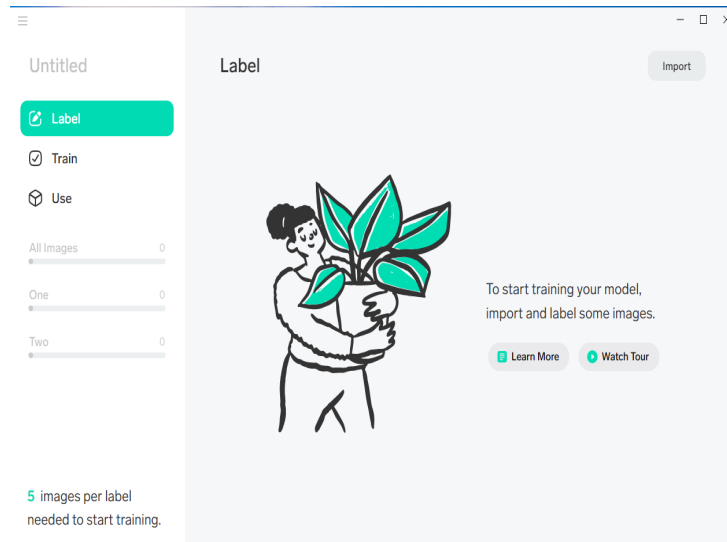 Untitled
Label
Import
Label
Train
Use
All Images 0
One 0
Two 0
To start training your model,
import and label some images.
Learn More
Watch Tour
5 images per label
needed to start training.